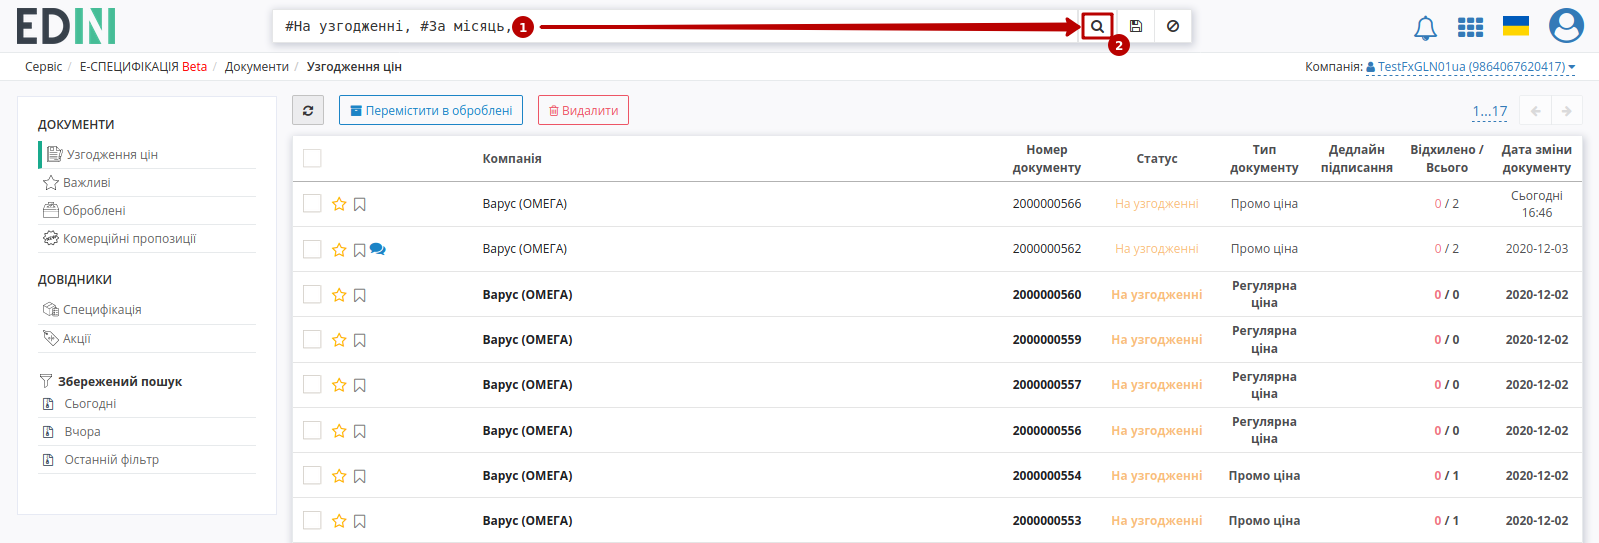 EDIN
#На узгодженні, #За місяць, 1
2
Сервіс / Е-СПЕЦИФІКАЦІЯ Beta / Документи / Узгодження цін
Компанія: TestFxGLN01ua (9864067620417)
ДОКУМЕНТИ
Узгодження цін
Важливі
Оброблені
Комерційні пропозиції
ДОВІДНИКИ
Специфікація
Акції
Збережений пошук
Сьогодні
Вчора
Останній фільтр
Перемістити в оброблені
Видалити
1...17
Компанія
Номер документу
Статус
Тип документу
Дедлайн підписання
Відхилено / Всього
Дата зміни документу
Варус (ОМЕГА) 2000000566 На узгодженні Промо ціна 0 / 2 Сьогодні 16:46
Варус (ОМЕГА) 2000000562 На узгодженні Промо ціна 0 / 2 2020-12-03
Варус (ОМЕГА) 2000000560 На узгодженні Регулярна ціна 0 / 0 2020-12-02
Варус (ОМЕГА) 2000000559 На узгодженні Регулярна ціна 0 / 0 2020-12-02
Варус (ОМЕГА) 2000000557 На узгодженні Регулярна ціна 0 / 0 2020-12-02
Варус (ОМЕГА) 2000000556 На узгодженні Регулярна ціна 0 / 0 2020-12-02
Варус (ОМЕГА) 2000000554 На узгодженні Промо ціна 0 / 1 2020-12-02
Варус (ОМЕГА) 2000000553 На узгодженні Промо ціна 0 / 1 2020-12-02